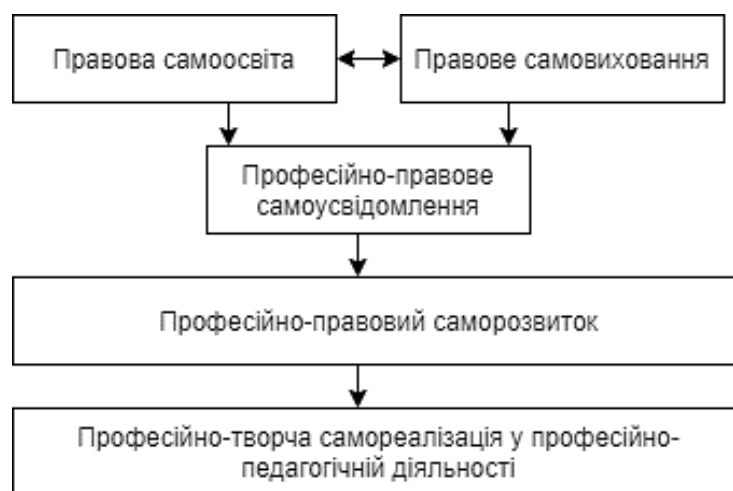 Правова самоосвіта
Правове самовиховання
Професійно-правове
самоусвідомлення
Професійно-правовий саморозвиток
Професійно-творча самореалізація у професійно-
педагогічній діяльності